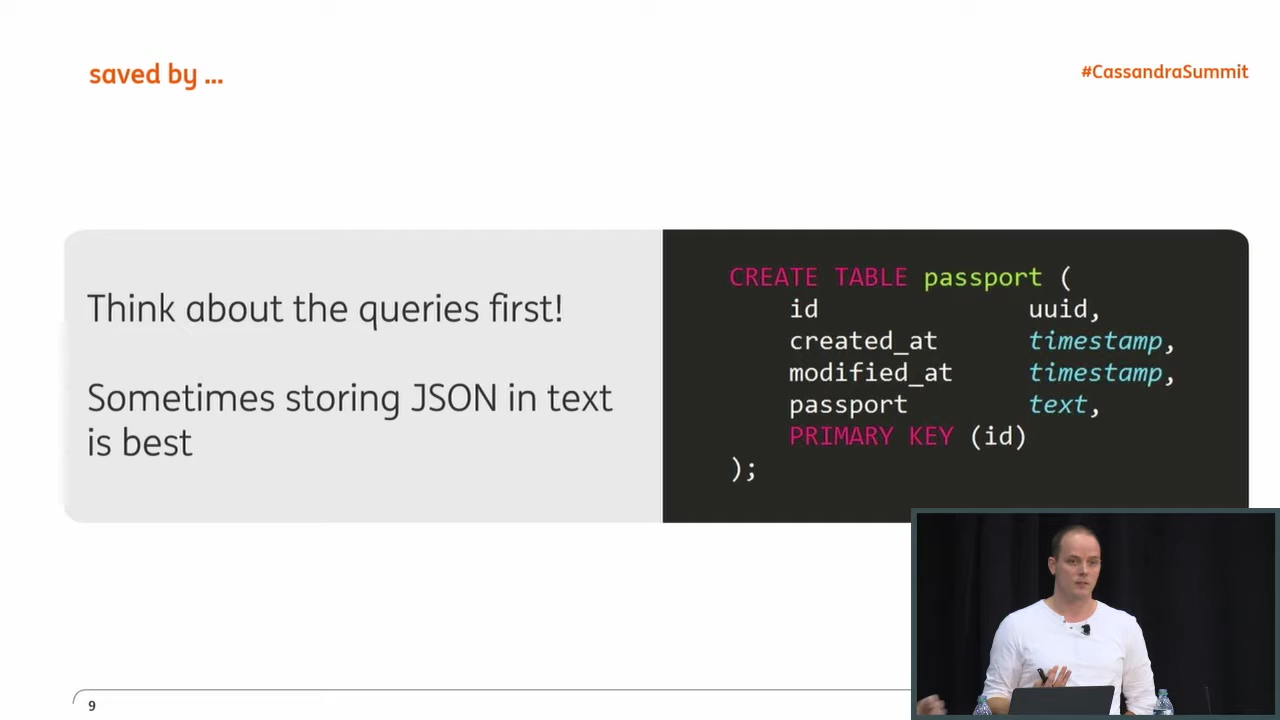 saved by ...
#CassandraSummit
Think about the queries first!
Sometimes storing JSON in text
is best
CREATE TABLE passport (
id uuid,
created_at timestamp,
modified_at timestamp,
passport text,
PRIMARY KEY (id)
);
9